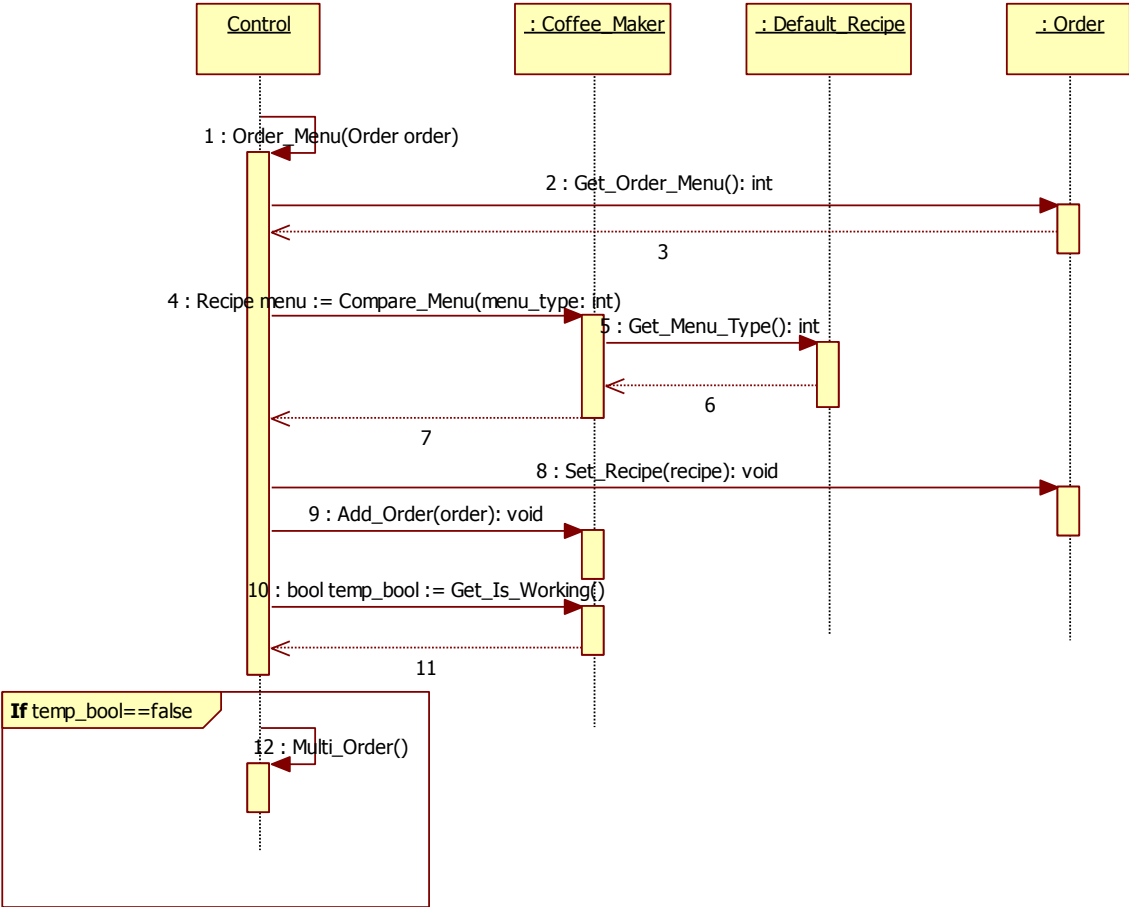 Control
: Coffee_Maker
: Default_Recipe
: Order
1 : Order_Menu(Order order)
2 : Get_Order_Menu(): int
3
4 : Recipe menu := Compare_Menu(menu_type: int)
5 : Get_Menu_Type(): int
6
7
8 : Set_Recipe(recipe): void
9 : Add_Order(order): void
10 : bool temp_bool := Get_Is_Working()
11
If temp_bool==false
12 : Multi_Order()